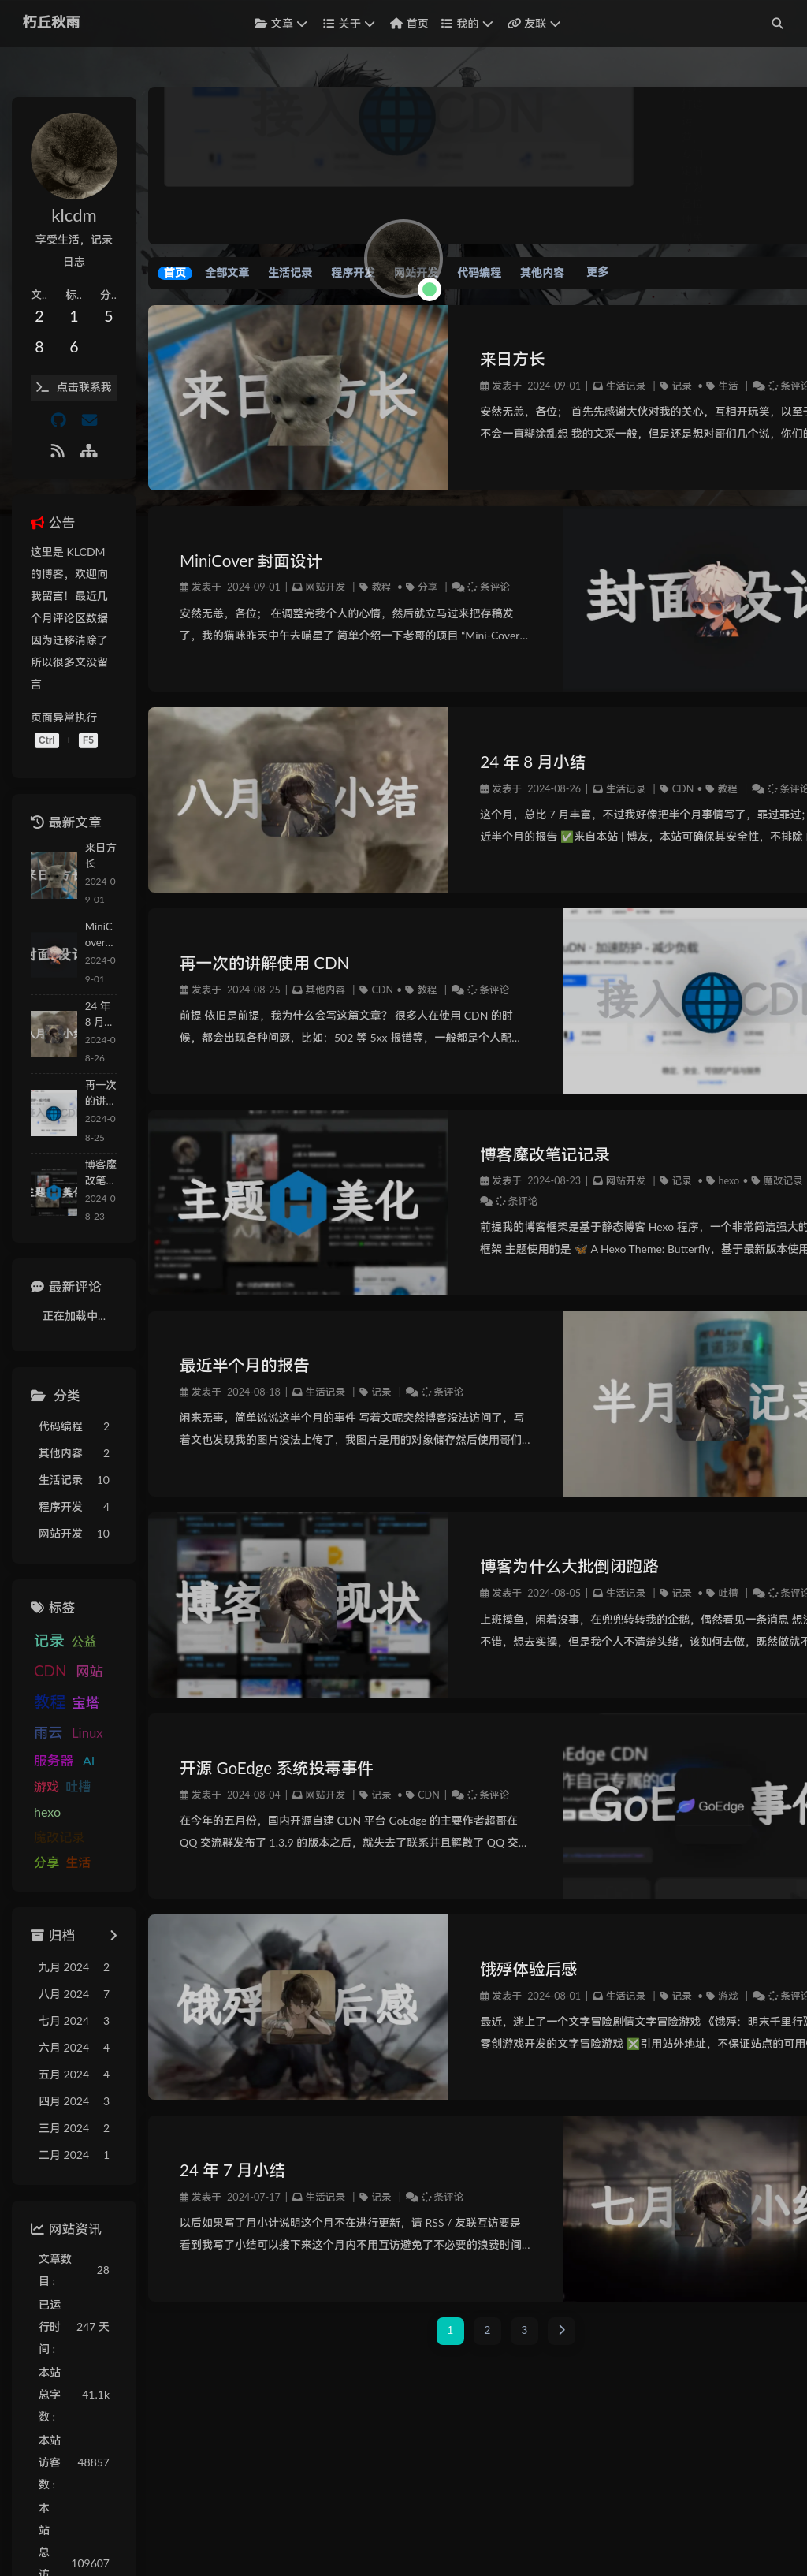 朽丘秋雨
文章 关于 首页 我的 友联
接入 CDN
klcdm
享受生活，记录
日志
文.. 标.. 分..
2 1 5
8 6
点击联系我
公告
这里是 KLCDM
的博客，欢迎向
我留言！最近几
个月评论区数据
因为迁移清除了
所以很多文没留
言
页面异常执行
Ctrl + F5
最新文章
来日方
长
2024-0
9-01
MiniC
over...
2024-0
9-01
24 年
8 月...
2024-0
8-26
再一次
的讲...
2024-0
8-25
博客魔
改笔...
2024-0
8-23
最新评论
正在加载中...
分类
代码编程 2
其他内容 2
生活记录 10
程序开发 4
网站开发 10
标签
记录 公益
CDN 网站
教程 宝塔
雨云 Linux
服务器 AI
游戏 吐槽
hexo
魔改记录
分享 生活
归档
九月 2024 2
八月 2024 7
七月 2024 3
六月 2024 4
五月 2024 4
四月 2024 3
三月 2024 2
二月 2024 1
网站资讯
文章数
目 : 28
已运
行时 247 天
间 :
本站
总字 41.1k
数 :
本站
访客 48857
数 :
本
站
总
访 109607
首页 全部文章 生活记录 程序开发 网站开发 代码编程 其他内容 更多
来日方长
来日方长
发表于 2024-09-01 | 生活记录 | 记录 • 生活 | 条评论
安然无恙，各位； 首先先感谢大伙对我的关心，互相开玩笑，以至于
不会一直糊涂乱想 我的文采一般，但是还是想对哥们几个说，你们的
MiniCover 封面设计
发表于 2024-09-01 | 网站开发 | 教程 • 分享 | 条评论
安然无恙，各位； 在调整完我个人的心情，然后就立马过来把存稿发
了，我的猫咪昨天中午去喵星了 简单介绍一下老哥的项目 “Mini-Cover...
封面设计
八月小结
24 年 8 月小结
发表于 2024-08-26 | 生活记录 | CDN • 教程 | 条评论
这个月，总比 7 月丰富，不过我好像把半个月事情写了，罪过罪过；
近半个月的报告 ✅来自本站 | 博友，本站可确保其安全性，不排除
再一次的讲解使用 CDN
发表于 2024-08-25 | 其他内容 | CDN • 教程 | 条评论
前提 依旧是前提，我为什么会写这篇文章？ 很多人在使用 CDN 的时
候，都会出现各种问题，比如：502 等 5xx 报错等，一般都是个人配...
uDN · 加速防护 - 减少负载
接入 CDN
稳定、安全、可信的产品与服务
主题美化
博客魔改笔记记录
发表于 2024-08-23 | 网站开发 | 记录 • hexo • 魔改记录
条评论
前提我的博客框架是基于静态博客 Hexo 程序，一个非常简洁强大的
框架 主题使用的是 🦋 A Hexo Theme: Butterfly，基于最新版本使用
最近半个月的报告
发表于 2024-08-18 | 生活记录 | 记录 | 条评论
闲来无事，简单说说这半个月的事件 写着文呢突然博客没法访问了，写
着文也发现我的图片没法上传了，我图片是用的对象储存然后使用哥们...
半月记录
博客现状
博客为什么大批倒闭跑路
发表于 2024-08-05 | 生活记录 | 记录 • 吐槽 | 条评论
上班摸鱼，闲着没事，在兜兜转转我的企鹅，偶然看见一条消息 想法
不错，想去实操，但是我个人不清楚头绪，该如何去做，既然做就不
开源 GoEdge 系统投毒事件
发表于 2024-08-04 | 网站开发 | 记录 • CDN | 条评论
在今年的五月份，国内开源自建 CDN 平台 GoEdge 的主要作者超哥在
QQ 交流群发布了 1.3.9 的版本之后，就失去了联系并且解散了 QQ 交...
oEdge CDN
作自己专属的C
GoE GoEdge 事件
饿殍后感
饿殍体验后感
发表于 2024-08-01 | 生活记录 | 记录 • 游戏 | 条评论
最近，迷上了一个文字冒险剧情文字冒险游戏 《饿殍：明末千里行》
零创游戏开发的文字冒险游戏 ❎引用站外地址，不保证站点的可用
24 年 7 月小结
发表于 2024-07-17 | 生活记录 | 记录 | 条评论
以后如果写了月小计说明这个月不在进行更新，请 RSS / 友联互访要是
看到我写了小结可以接下来这个月内不用互访避免了不必要的浪费时间...
七月小结
1 2 3